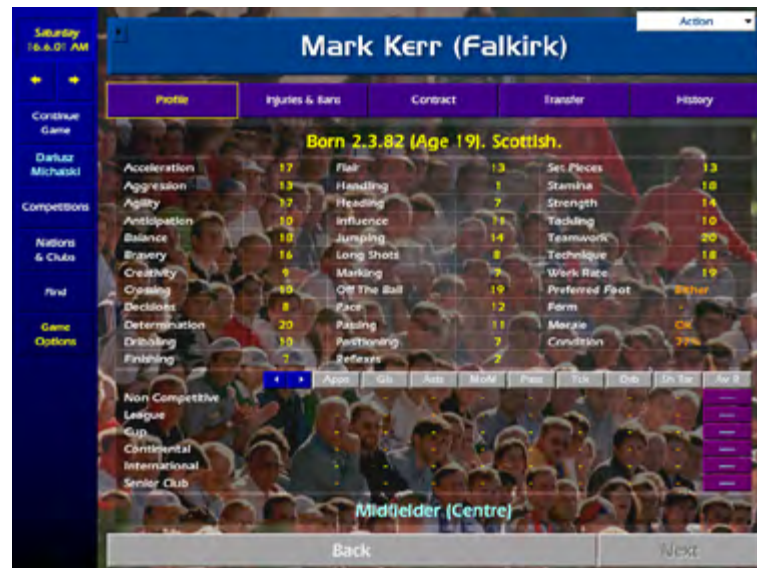 Action
Saturday
16.6.01 AM
Mark Kerr (Falkirk)
Profile Injuries & Bans Contract Transfer History
Continue
Game
Dariusz
Michalski
Competitions
Nations
& Clubs
Find
Game
Options
Born 2.3.82 (Age 19). Scottish.
Acceleration 17 Flair 13 Set Pieces 13
Aggression 13 Handling 1 Stamina 18
Agility 17 Heading 7 Strength 14
Anticipation 10 Influence 11 Tackling 10
Balance 18 Jumping 14 Teamwork 20
Bravery 16 Long Shots 8 Technique 18
Creativity 9 Marking 7 Work Rate 19
Crossing 10 Off The Ball 19 Preferred Foot Either
Decisions 8 Pace 12 Form -
Determination 20 Passing 11 Morale OK
Dribbling 10 Positioning 7 Condition
Finishing 7 Reflexes 2
Apps Gls Asts MoM Pass Tck Drb Sh Tar Av R
Non Competitive
League
Cup
Continental
International
Senior Club
Midfielder (Centre)
Back Next